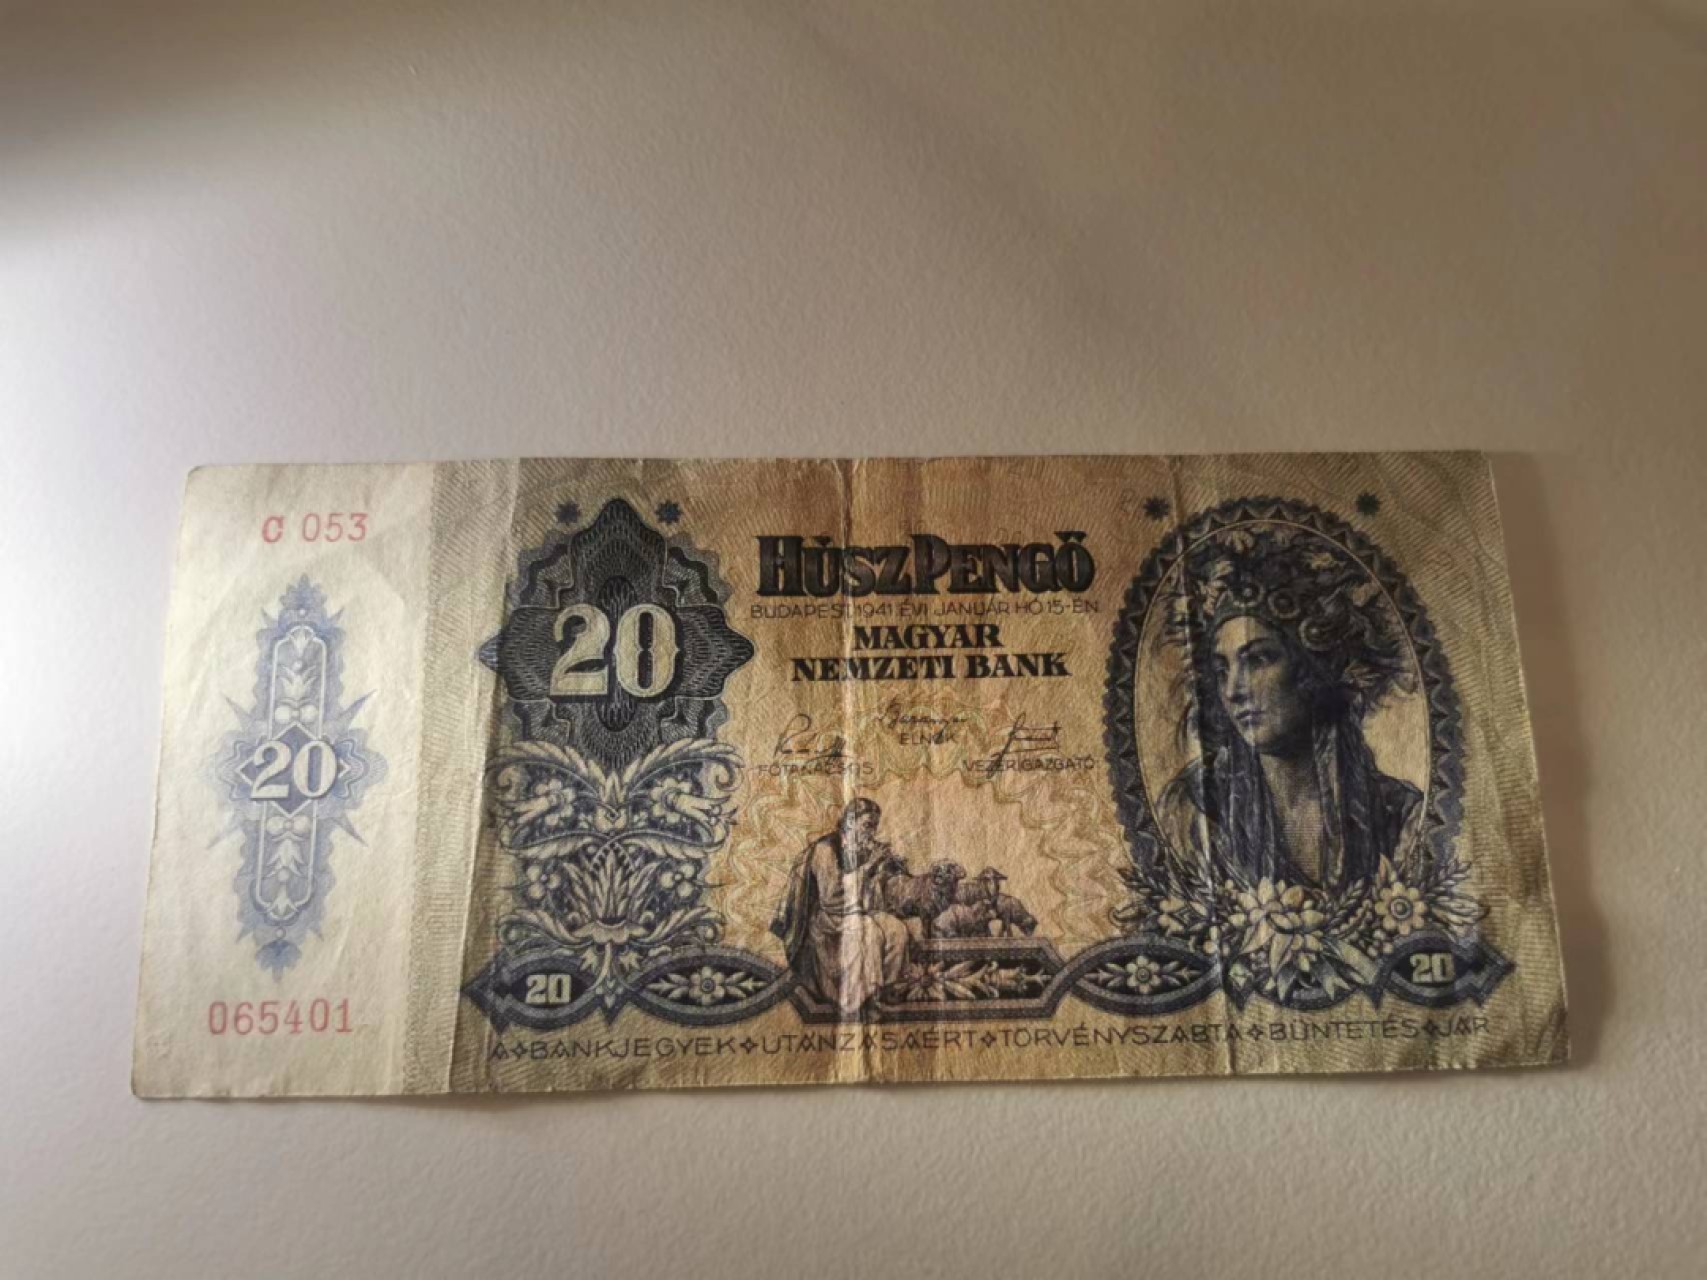 C 053
20
065401
20
HÚSZ PENGŐ
BUDAPEST, 1941 ÉVI JANUÁR HÓ 15-ÉN.
MAGYAR
NEMZETI BANK
ELNÖK
FŐTANÁCSOS
VEZÉRIGAZGATÓ
20
20
A BANKJEGYEK UTÁNZÁSÁÉRT TÖRVÉNYSZABTA BÜNTETÉS JÁR